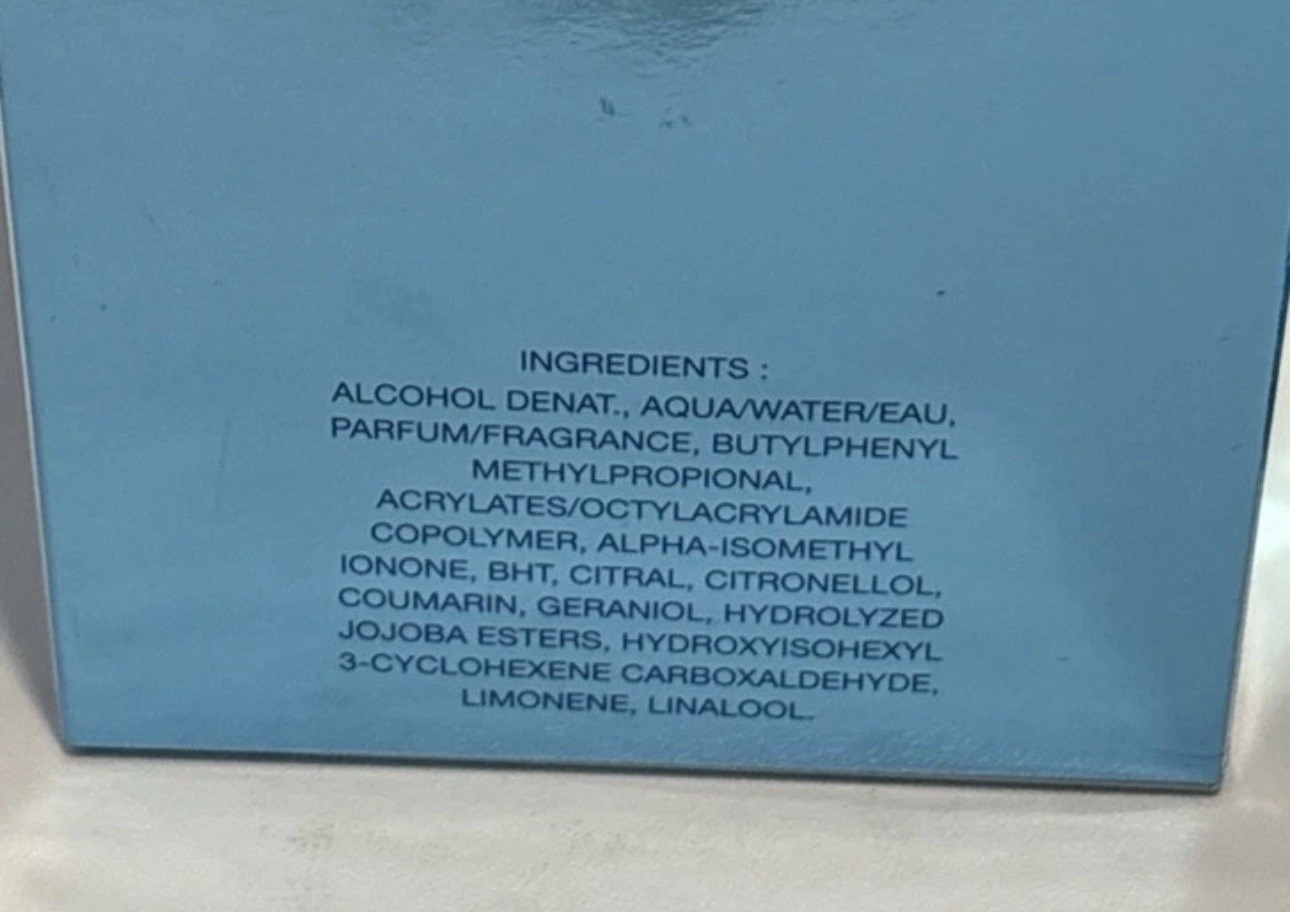 INGREDIENTS :
ALCOHOL DENAT., AQUA/WATER/EAU,
PARFUM/FRAGRANCE, BUTYLPHENYL
METHYLPROPIONAL,
ACRYLATES/OCTYLACRYLAMIDE
COPOLYMER, ALPHA-ISOMETHYL
IONONE, BHT, CITRAL, CITRONELLOL,
COUMARIN, GERANIOL, HYDROLYZED
JOJOBA ESTERS, HYDROXYISOHEXYL
3-CYCLOHEXENE CARBOXALDEHYDE,
LIMONENE, LINALOOL.